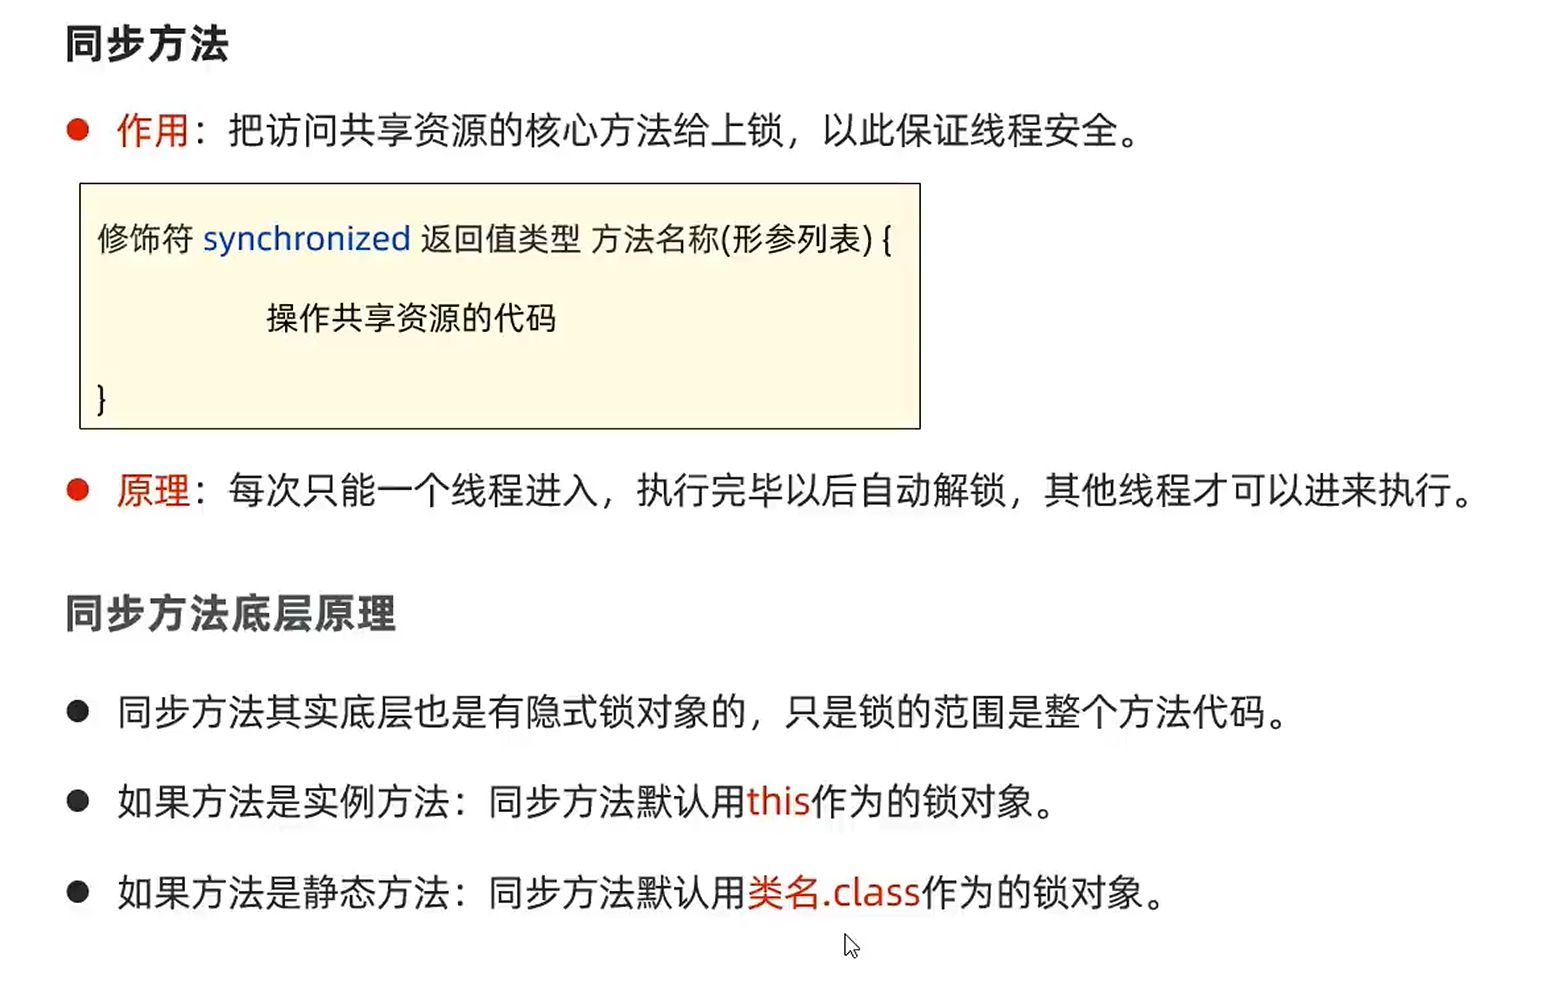 同步方法
作用：把访问共享资源的核心方法给上锁，以此保证线程安全。
修饰符 synchronized 返回值类型 方法名称(形参列表) {
操作共享资源的代码
}
原理：每次只能一个线程进入，执行完毕以后自动解锁，其他线程才可以进来执行。
同步方法底层原理
同步方法其实底层也是有隐式锁对象的，只是锁的范围是整个方法代码。
如果方法是实例方法：同步方法默认用this作为的锁对象。
如果方法是静态方法：同步方法默认用类名.class作为的锁对象。